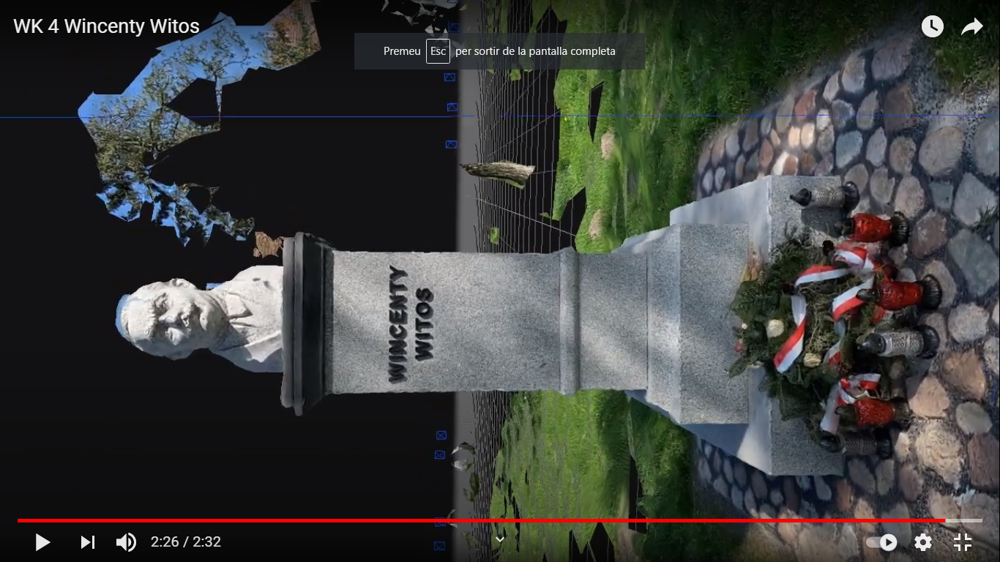 WK 4 Wincenty Witos
Premeu Esc per sortir de la pantalla completa
WINCENTY
WITOS
2:26 / 2:32